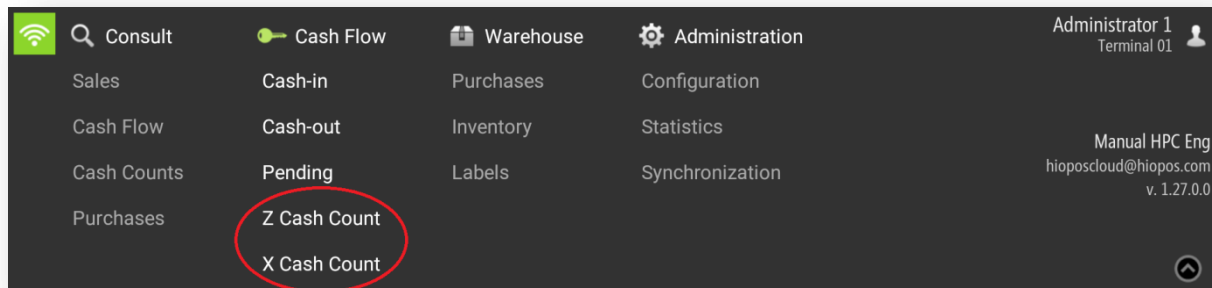 Consult
Sales
Cash Flow
Cash Counts
Purchases
Cash Flow
Cash-in
Cash-out
Pending
Z Cash Count
X Cash Count
Warehouse
Purchases
Inventory
Labels
Administration
Configuration
Statistics
Synchronization
Administrator 1
Terminal 01
Manual HPC Eng
hioposcloud@hiopos.com
v. 1.27.0.0